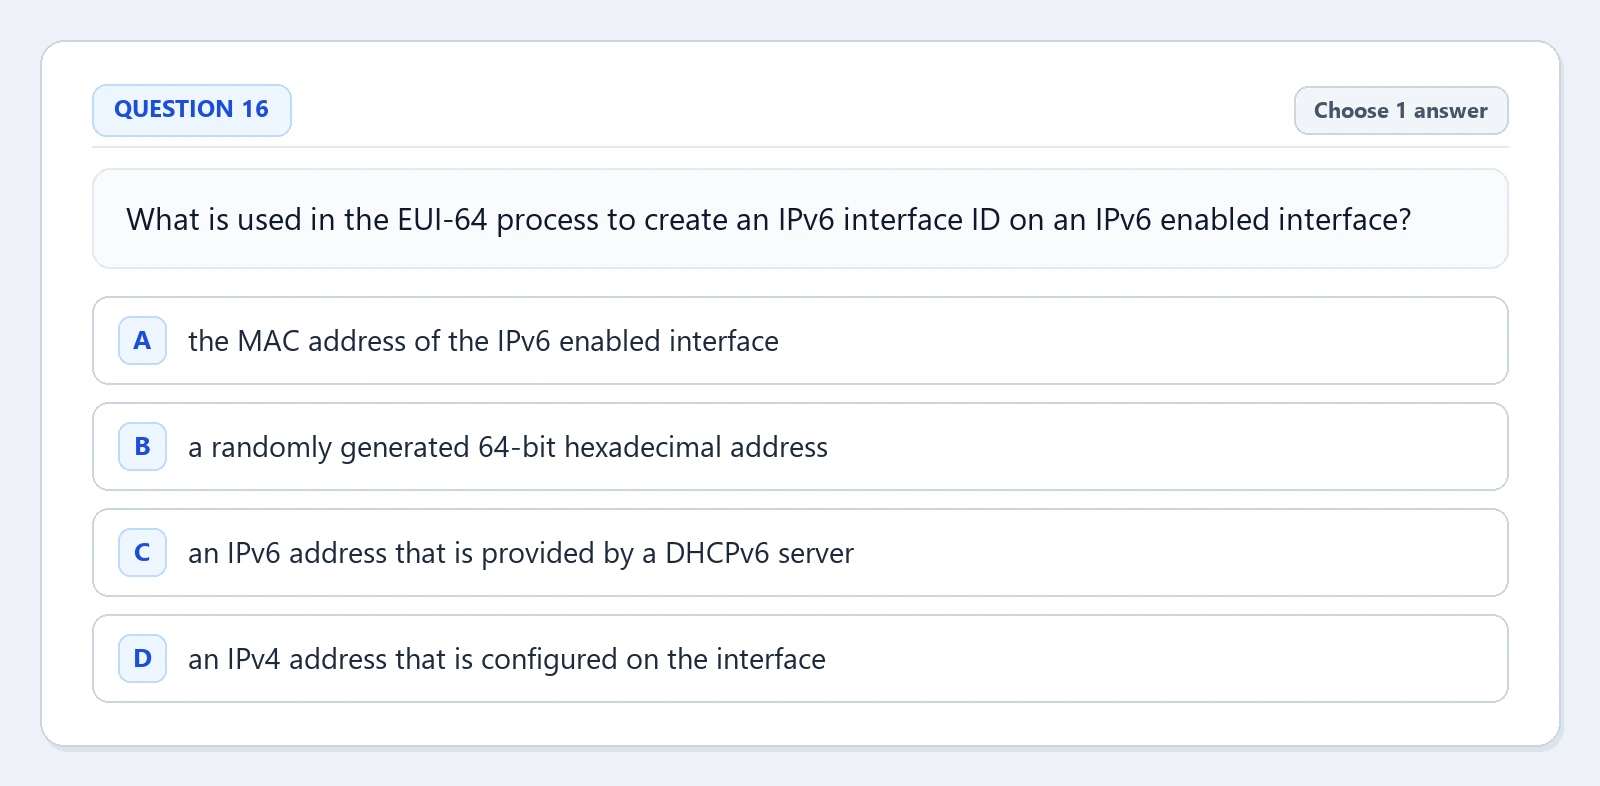 QUESTION 16
Choose 1 answer
What is used in the EUI-64 process to create an IPv6 interface ID on an IPv6 enabled interface?
A the MAC address of the IPv6 enabled interface
B a randomly generated 64-bit hexadecimal address
C an IPv6 address that is provided by a DHCPv6 server
D an IPv4 address that is configured on the interface